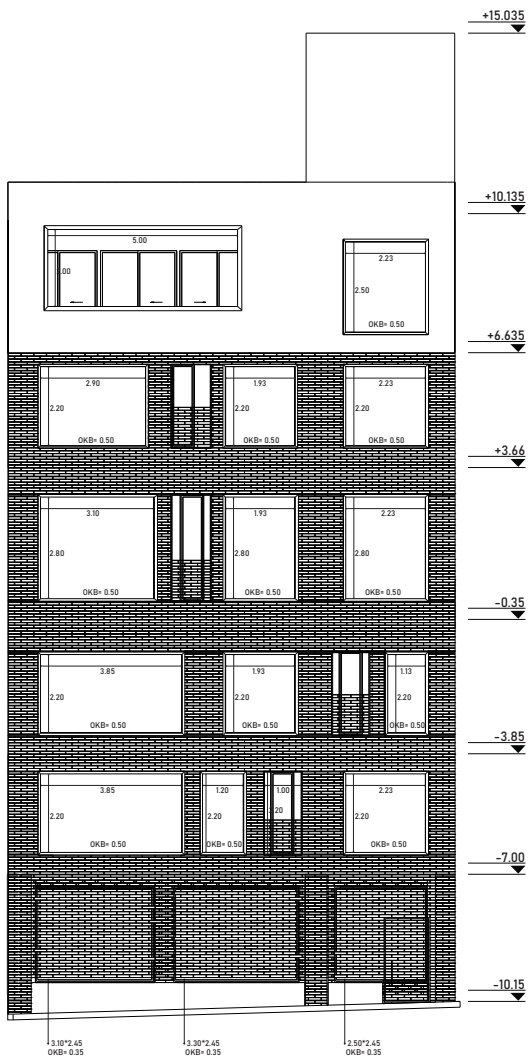 +15.035
+10.135
5.00
2.23
2.50
OKB= 0.50
+6.635
2.90
1.93
2.23
2.20
2.20
2.20
OKB= 0.50
OKB= 0.50
OKB= 0.50
+3.66
3.10
1.93
2.23
2.80
2.80
2.80
OKB= 0.50
OKB= 0.50
OKB= 0.50
-0.35
3.85
1.93
1.13
2.20
2.20
2.20
OKB= 0.50
OKB= 0.50
OKB= 0.50
-3.85
3.85
1.20
1.00
2.23
2.20
2.20
2.20
OKB= 0.50
OKB= 0.50
OKB= 0.50
-7.00
-10.15
3.10*2.45
OKB= 0.35
3.30*2.45
OKB= 0.35
2.50*2.45
OKB= 0.35